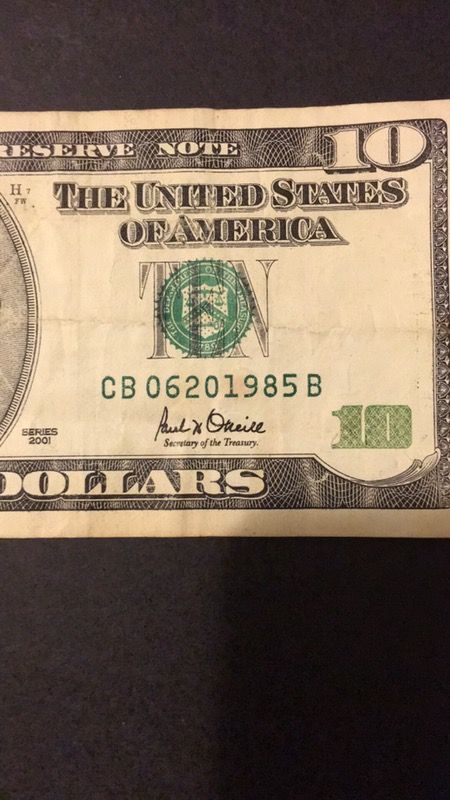 RESERVE NOTE 10
H 7
FW
THE UNITED STATES
OF AMERICA
TEN
CB 06201985 B
Paul H O'Neill
Secretary of the Treasury.
SERIES
2001
10
DOLLARS